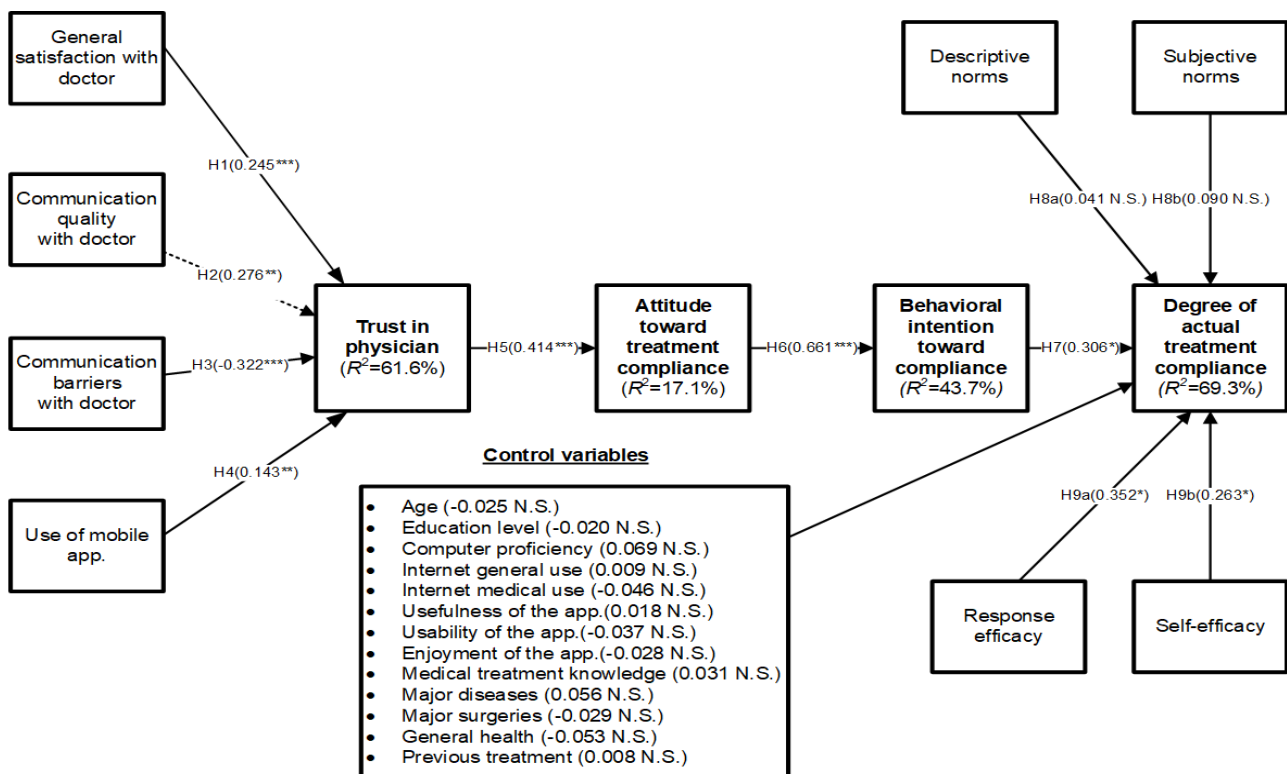 General
satisfaction with
doctor
Descriptive
norms
Subjective
norms
H1(0.245***)
Communication
quality
with doctor
H8a(0.041 N.S.)
H8b(0.090 N.S.)
H2(0.276**)
Trust in
physician
(R²=61.6%)
Attitude
toward
treatment
compliance
(R²=17.1%)
Behavioral
intention
toward
compliance
(R²=43.7%)
Degree of
actual
treatment
compliance
(R²=69.3%)
H5(0.414***)
H6(0.661***)
H7(0.306*)
Communication
barriers
with doctor
H3(-0.322***)
H4(0.143**)
Use of mobile
app.
Control variables
• Age (-0.025 N.S.)
• Education level (-0.020 N.S.)
• Computer proficiency (0.069 N.S.)
• Internet general use (0.009 N.S.)
• Internet medical use (-0.046 N.S.)
• Usefulness of the app.(0.018 N.S.)
• Usability of the app.(-0.037 N.S.)
• Enjoyment of the app.(-0.028 N.S.)
• Medical treatment knowledge (0.031 N.S.)
• Major diseases (0.056 N.S.)
• Major surgeries (-0.029 N.S.)
• General health (-0.053 N.S.)
• Previous treatment (0.008 N.S.)
H9a(0.352*)
H9b(0.263*)
Response
efficacy
Self-efficacy